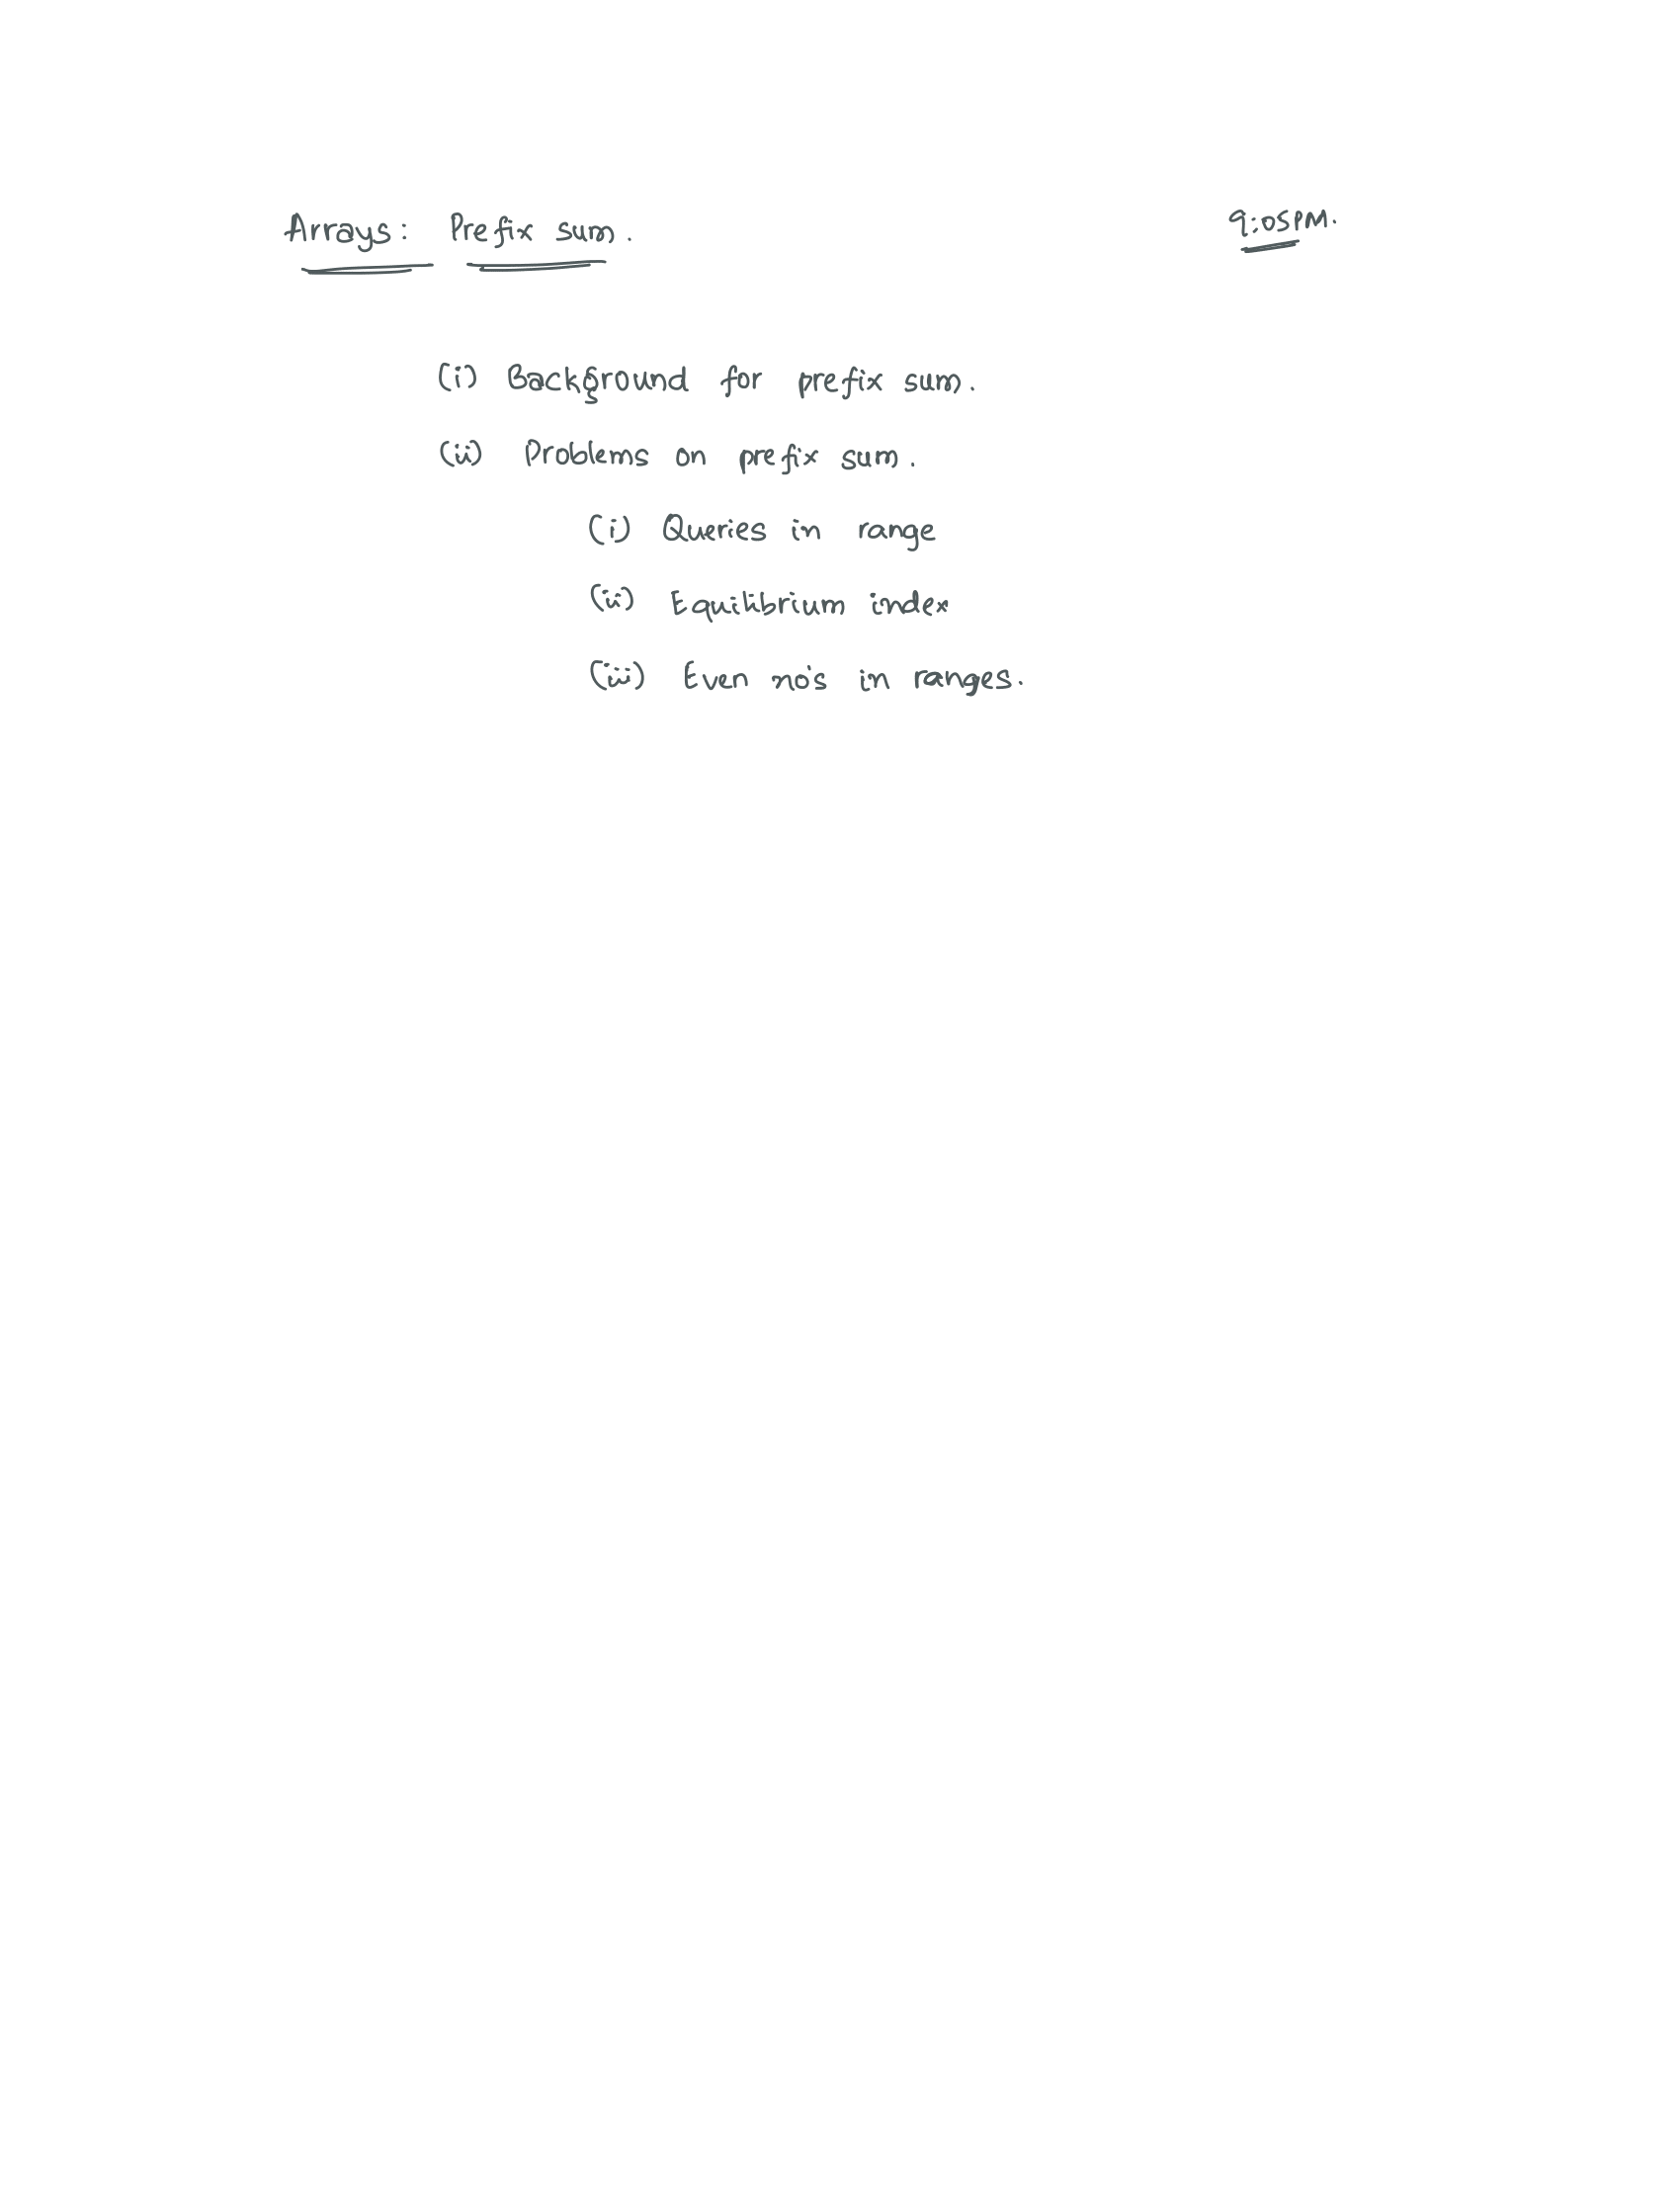 Arrays: Prefix sum. 9:05PM.
(i) Background for prefix sum.
(ii) Problems on prefix sum.
(i) Queries in range
(ii) Equilibrium index
(iii) Even no's in ranges.